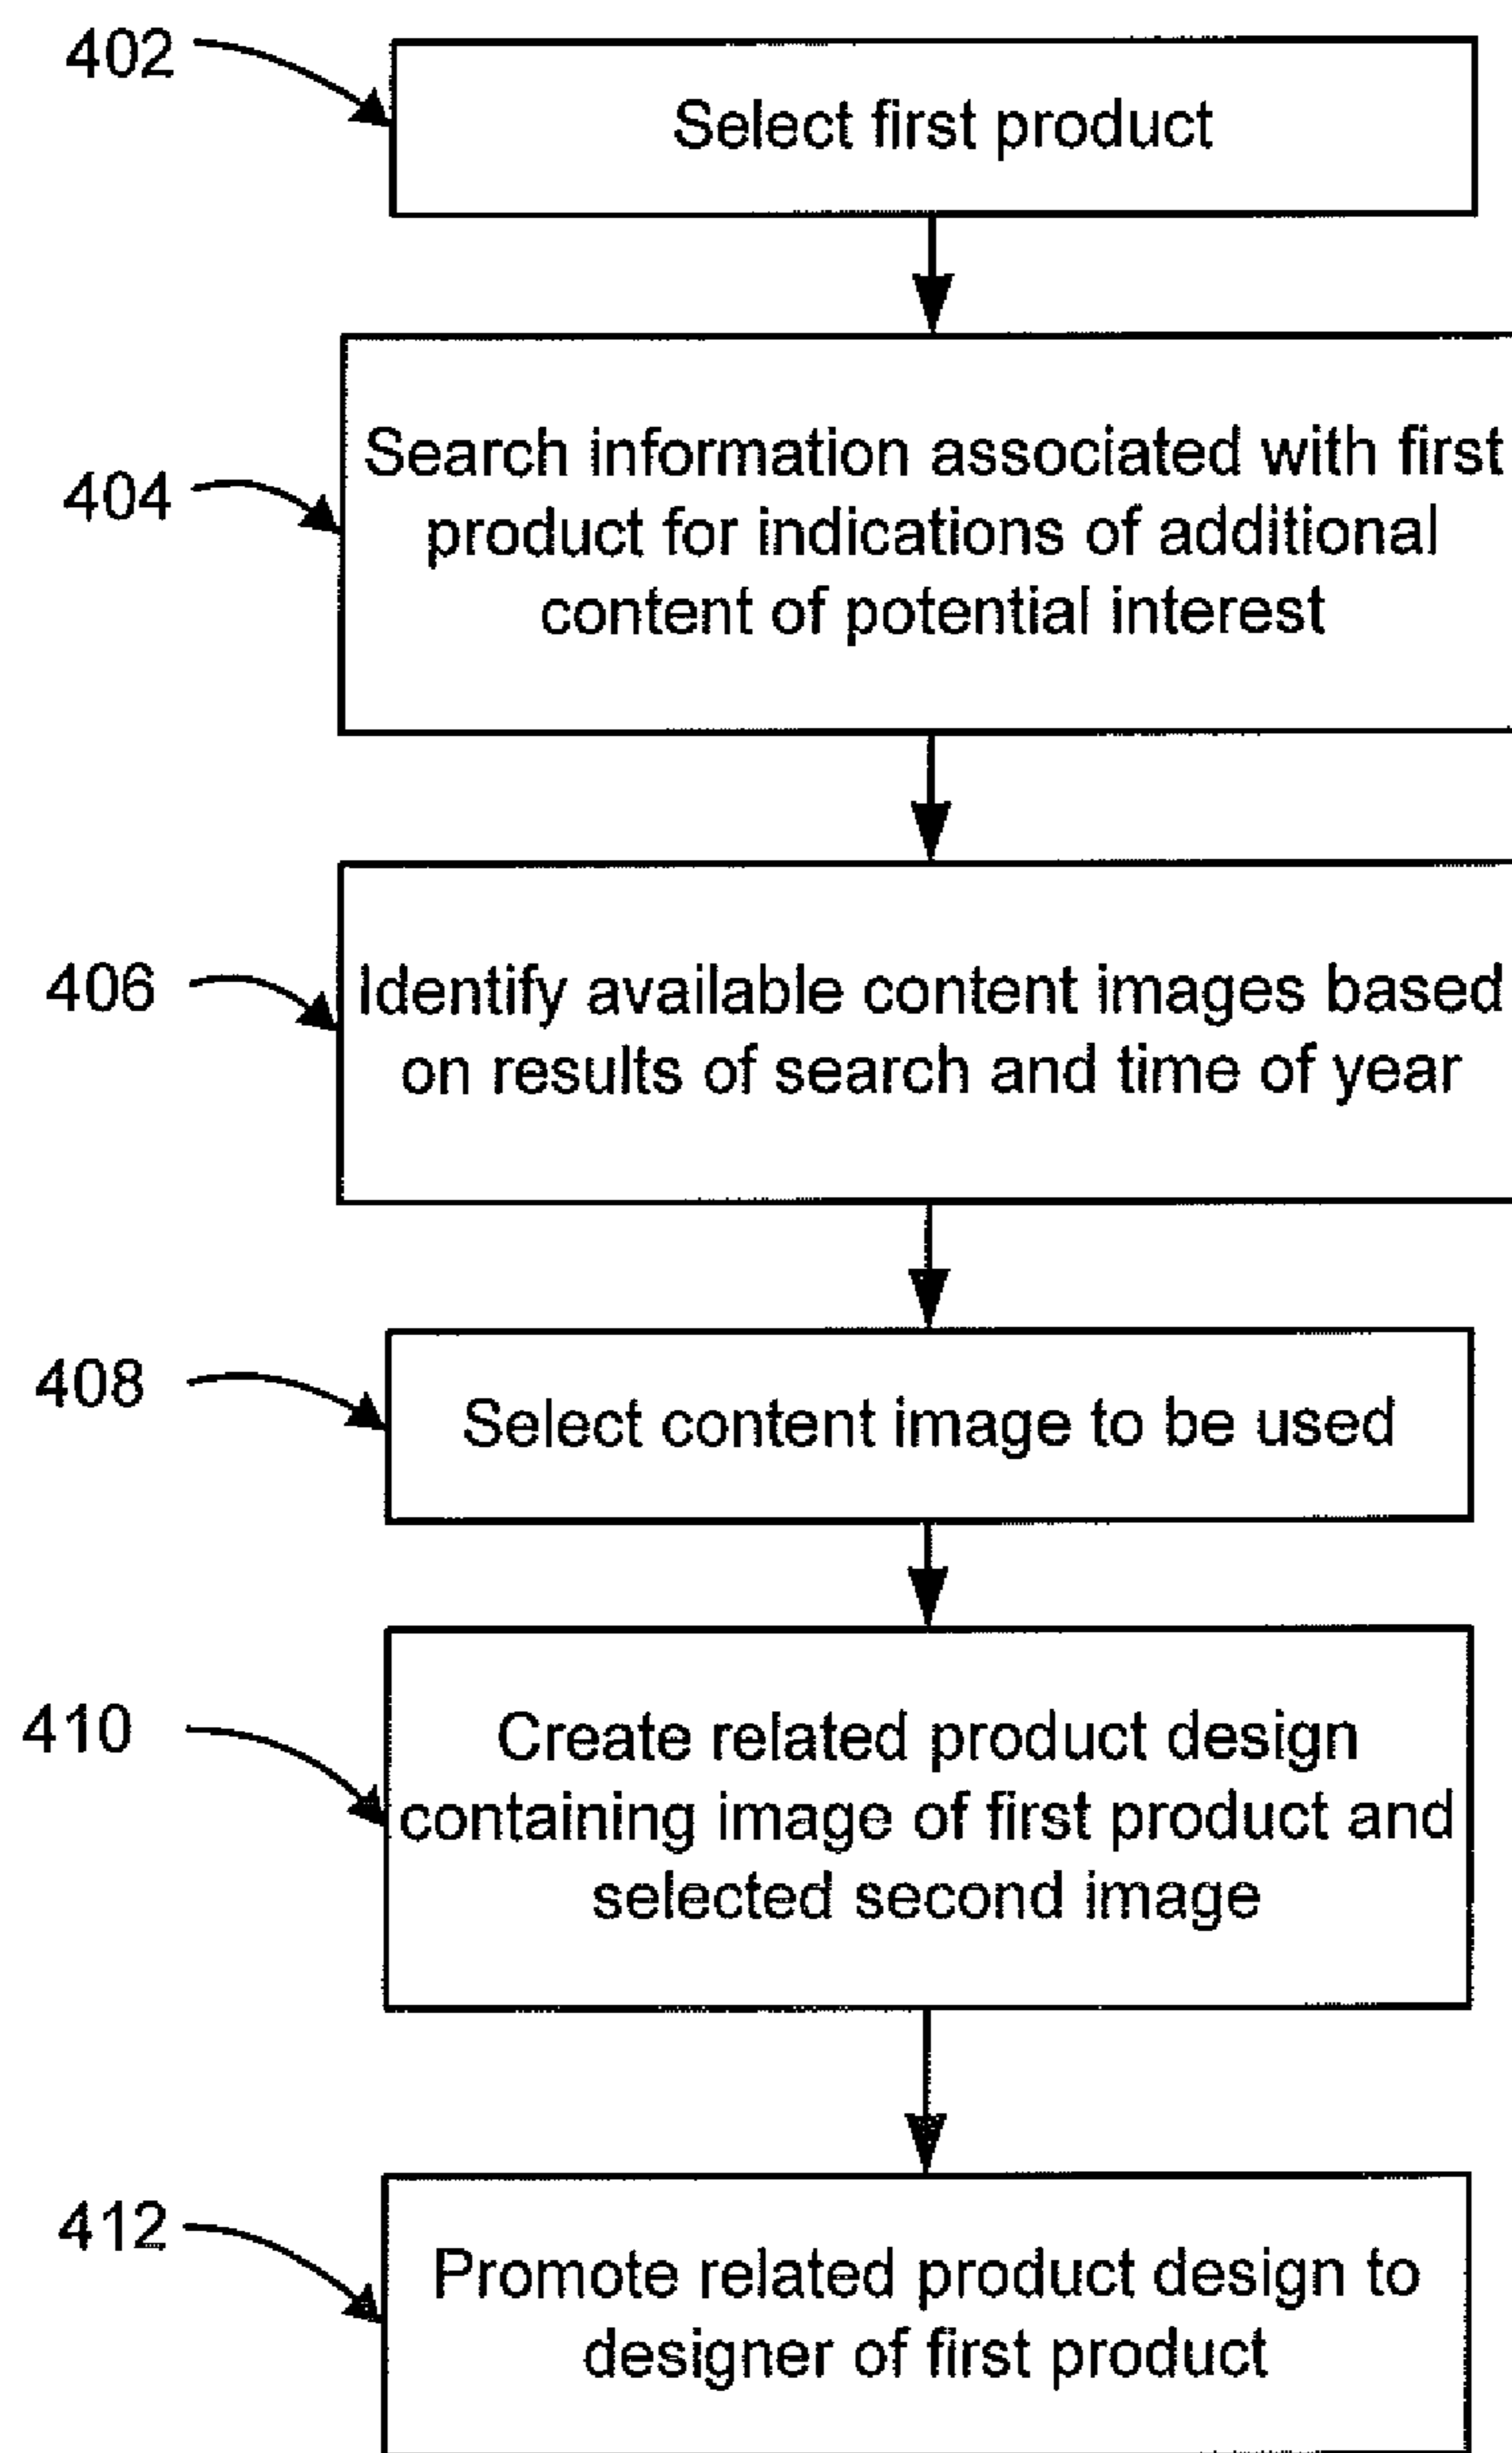 402
Select first product
404
Search information associated with first
product for indications of additional
content of potential interest
406
Identify available content images based
on results of search and time of year
408
Select content image to be used
410
Create related product design
containing image of first product and
selected second image
412
Promote related product design to
designer of first product